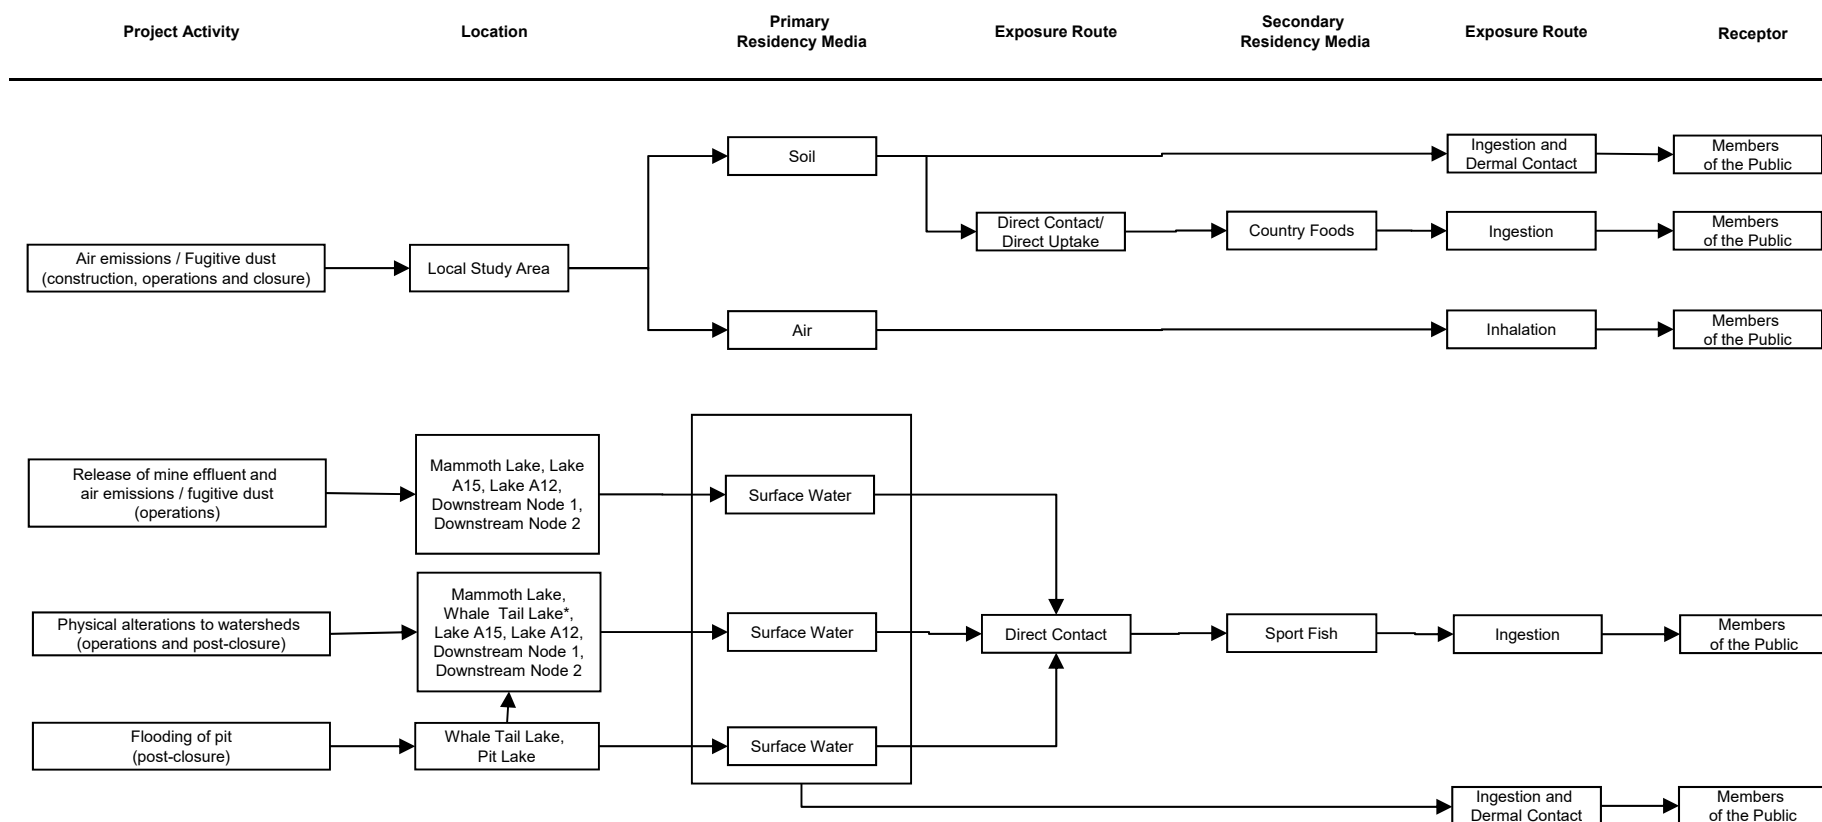 Project Activity
Location
Primary
Residency Media
Exposure Route
Secondary
Residency Media
Exposure Route
Receptor
Soil
Ingestion and
Dermal Contact
Members
of the Public
Direct Contact/
Direct Uptake
Country Foods
Ingestion
Members
of the Public
Air emissions / Fugitive dust
(construction, operations and closure)
Local Study Area
Air
Inhalation
Members
of the Public
Release of mine effluent and
air emissions / fugitive dust
(operations)
Mammoth Lake, Lake
A15, Lake A12,
Downstream Node 1,
Downstream Node 2
Surface Water
Physical alterations to watersheds
(operations and post-closure)
Mammoth Lake,
Whale Tail Lake*,
Lake A15, Lake A12,
Downstream Node 1,
Downstream Node 2
Surface Water
Direct Contact
Sport Fish
Ingestion
Members
of the Public
Flooding of pit
(post-closure)
Whale Tail Lake,
Pit Lake
Surface Water
Ingestion and
Dermal Contact
Members
of the Public